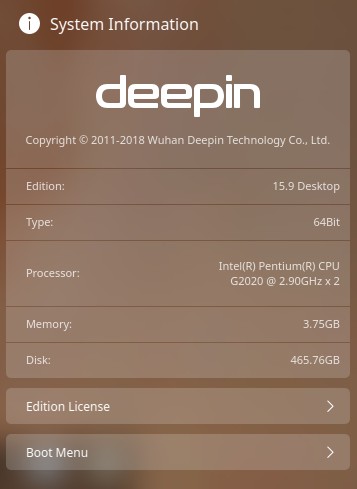 System Information
deepin
Copyright © 2011-2018 Wuhan Deepin Technology Co., Ltd.
Edition: 15.9 Desktop
Type: 64Bit
Processor: Intel(R) Pentium(R) CPU
G2020 @ 2.90GHz x 2
Memory: 3.75GB
Disk: 465.76GB
Edition License
Boot Menu